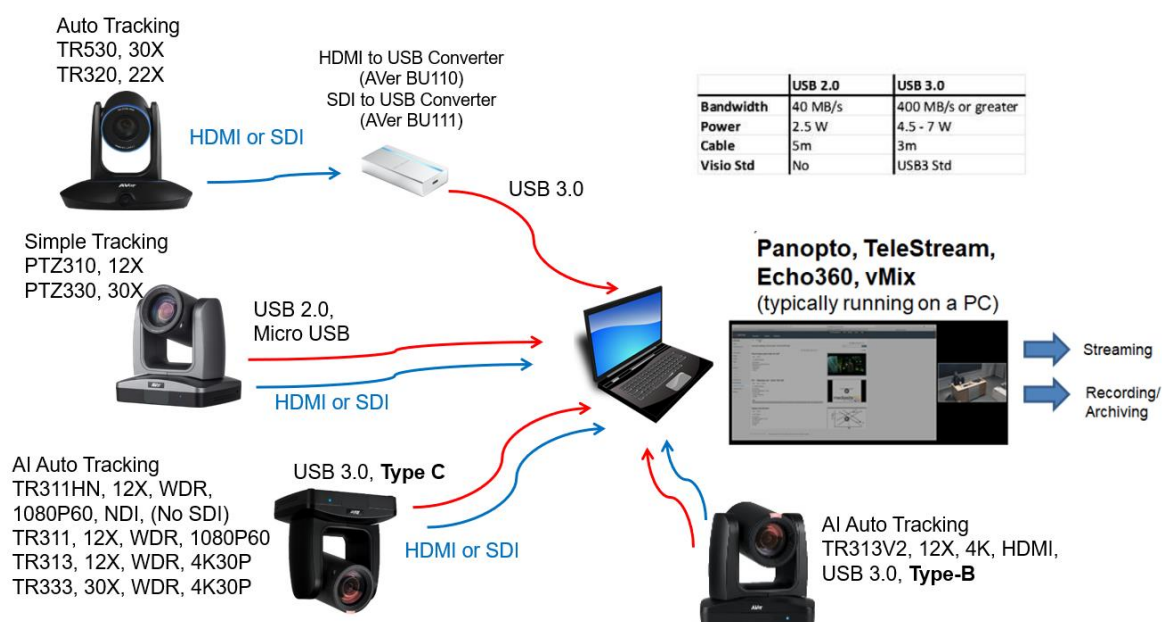 Auto Tracking
TR530, 30X
TR320, 22X
HDMI to USB Converter
(AVer BU110)
SDI to USB Converter
(AVer BU111)
HDMI or SDI
USB 3.0
USB 2.0 USB 3.0
Bandwidth 40 MB/s 400 MB/s or greater
Power 2.5 W 4.5 - 7 W
Cable 5m 3m
Visio Std No USB3 Std
Simple Tracking
PTZ310, 12X
PTZ330, 30X
USB 2.0,
Micro USB
HDMI or SDI
Panopto, TeleStream,
Echo360, vMix
(typically running on a PC)
Streaming
Recording/
Archiving
AI Auto Tracking
TR311HN, 12X, WDR,
1080P60, NDI, (No SDI)
TR311, 12X, WDR, 1080P60
TR313, 12X, WDR, 4K30P
TR333, 30X, WDR, 4K30P
USB 3.0, Type C
HDMI or SDI
AI Auto Tracking
TR313V2, 12X, 4K, HDMI,
USB 3.0, Type-B